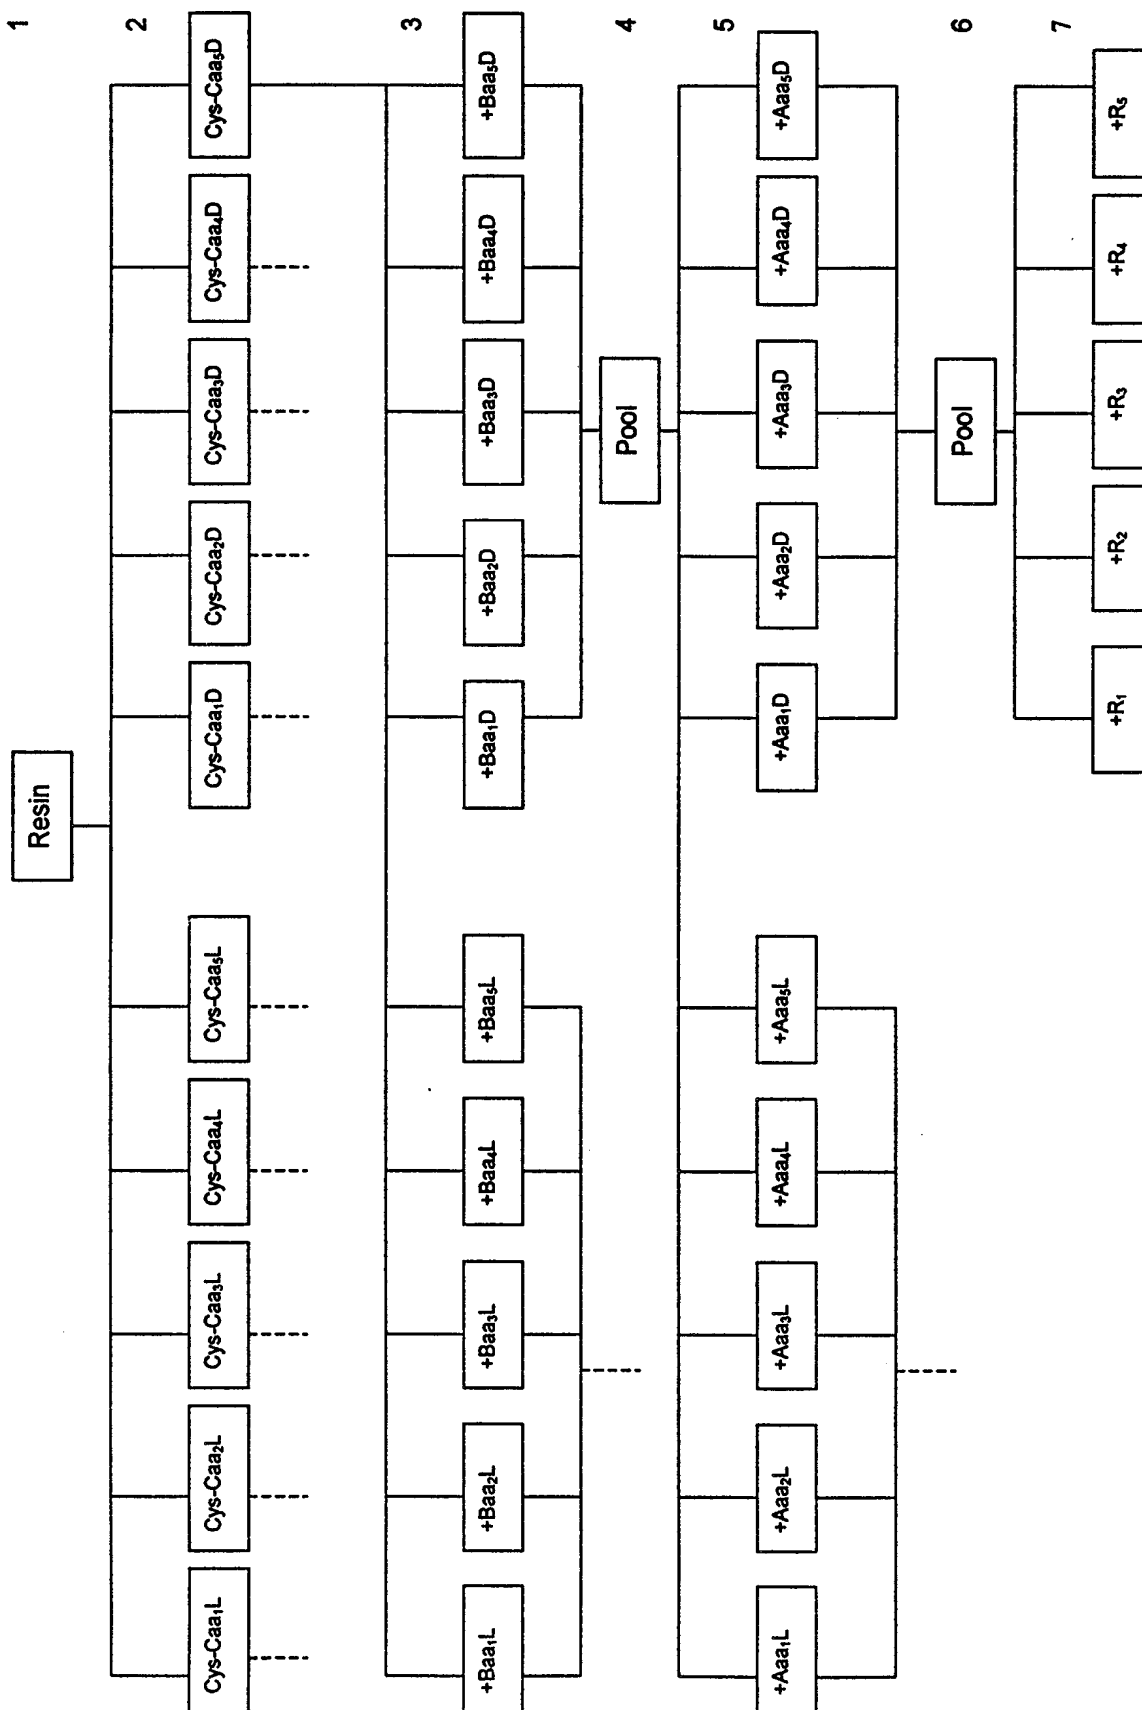 Resin 1
Cys-Caa₁L Cys-Caa₂L Cys-Caa₃L Cys-Caa₄L Cys-Caa₅L Cys-Caa₁D Cys-Caa₂D Cys-Caa₃D Cys-Caa₄D Cys-Caa₅D 2
+Baa₁L +Baa₂L +Baa₃L +Baa₄L +Baa₅L +Baa₁D +Baa₂D +Baa₃D +Baa₄D +Baa₅D 3
Pool 4
+Aaa₁L +Aaa₂L +Aaa₃L +Aaa₄L +Aaa₅L +Aaa₁D +Aaa₂D +Aaa₃D +Aaa₄D +Aaa₅D 5
Pool 6
+R₁ +R₂ +R₃ +R₄ +R₅ 7